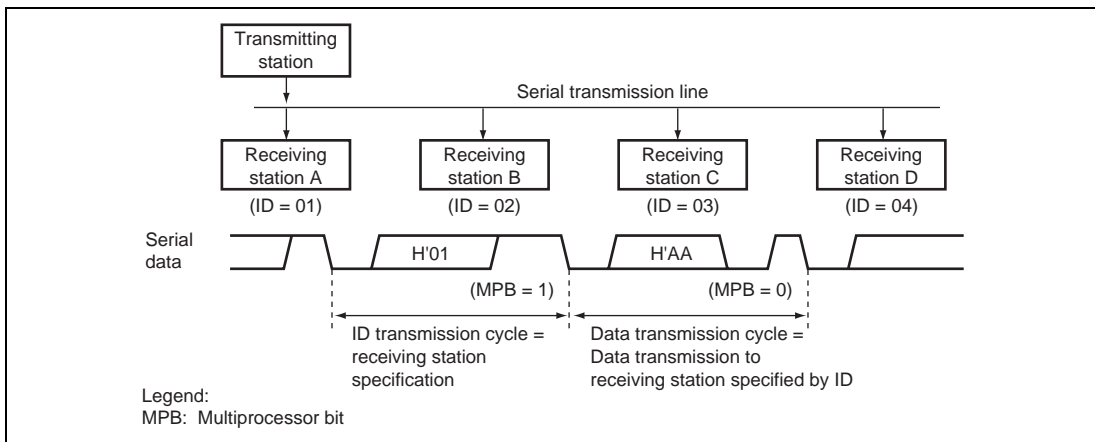 Transmitting
station
Serial transmission line
Receiving
station A
Receiving
station B
Receiving
station C
Receiving
station D
(ID = 01)
(ID = 02)
(ID = 03)
(ID = 04)
Serial
data
H'01
H'AA
(MPB = 1)
(MPB = 0)
ID transmission cycle =
receiving station
specification
Data transmission cycle =
Data transmission to
receiving station specified by ID
Legend:
MPB: Multiprocessor bit